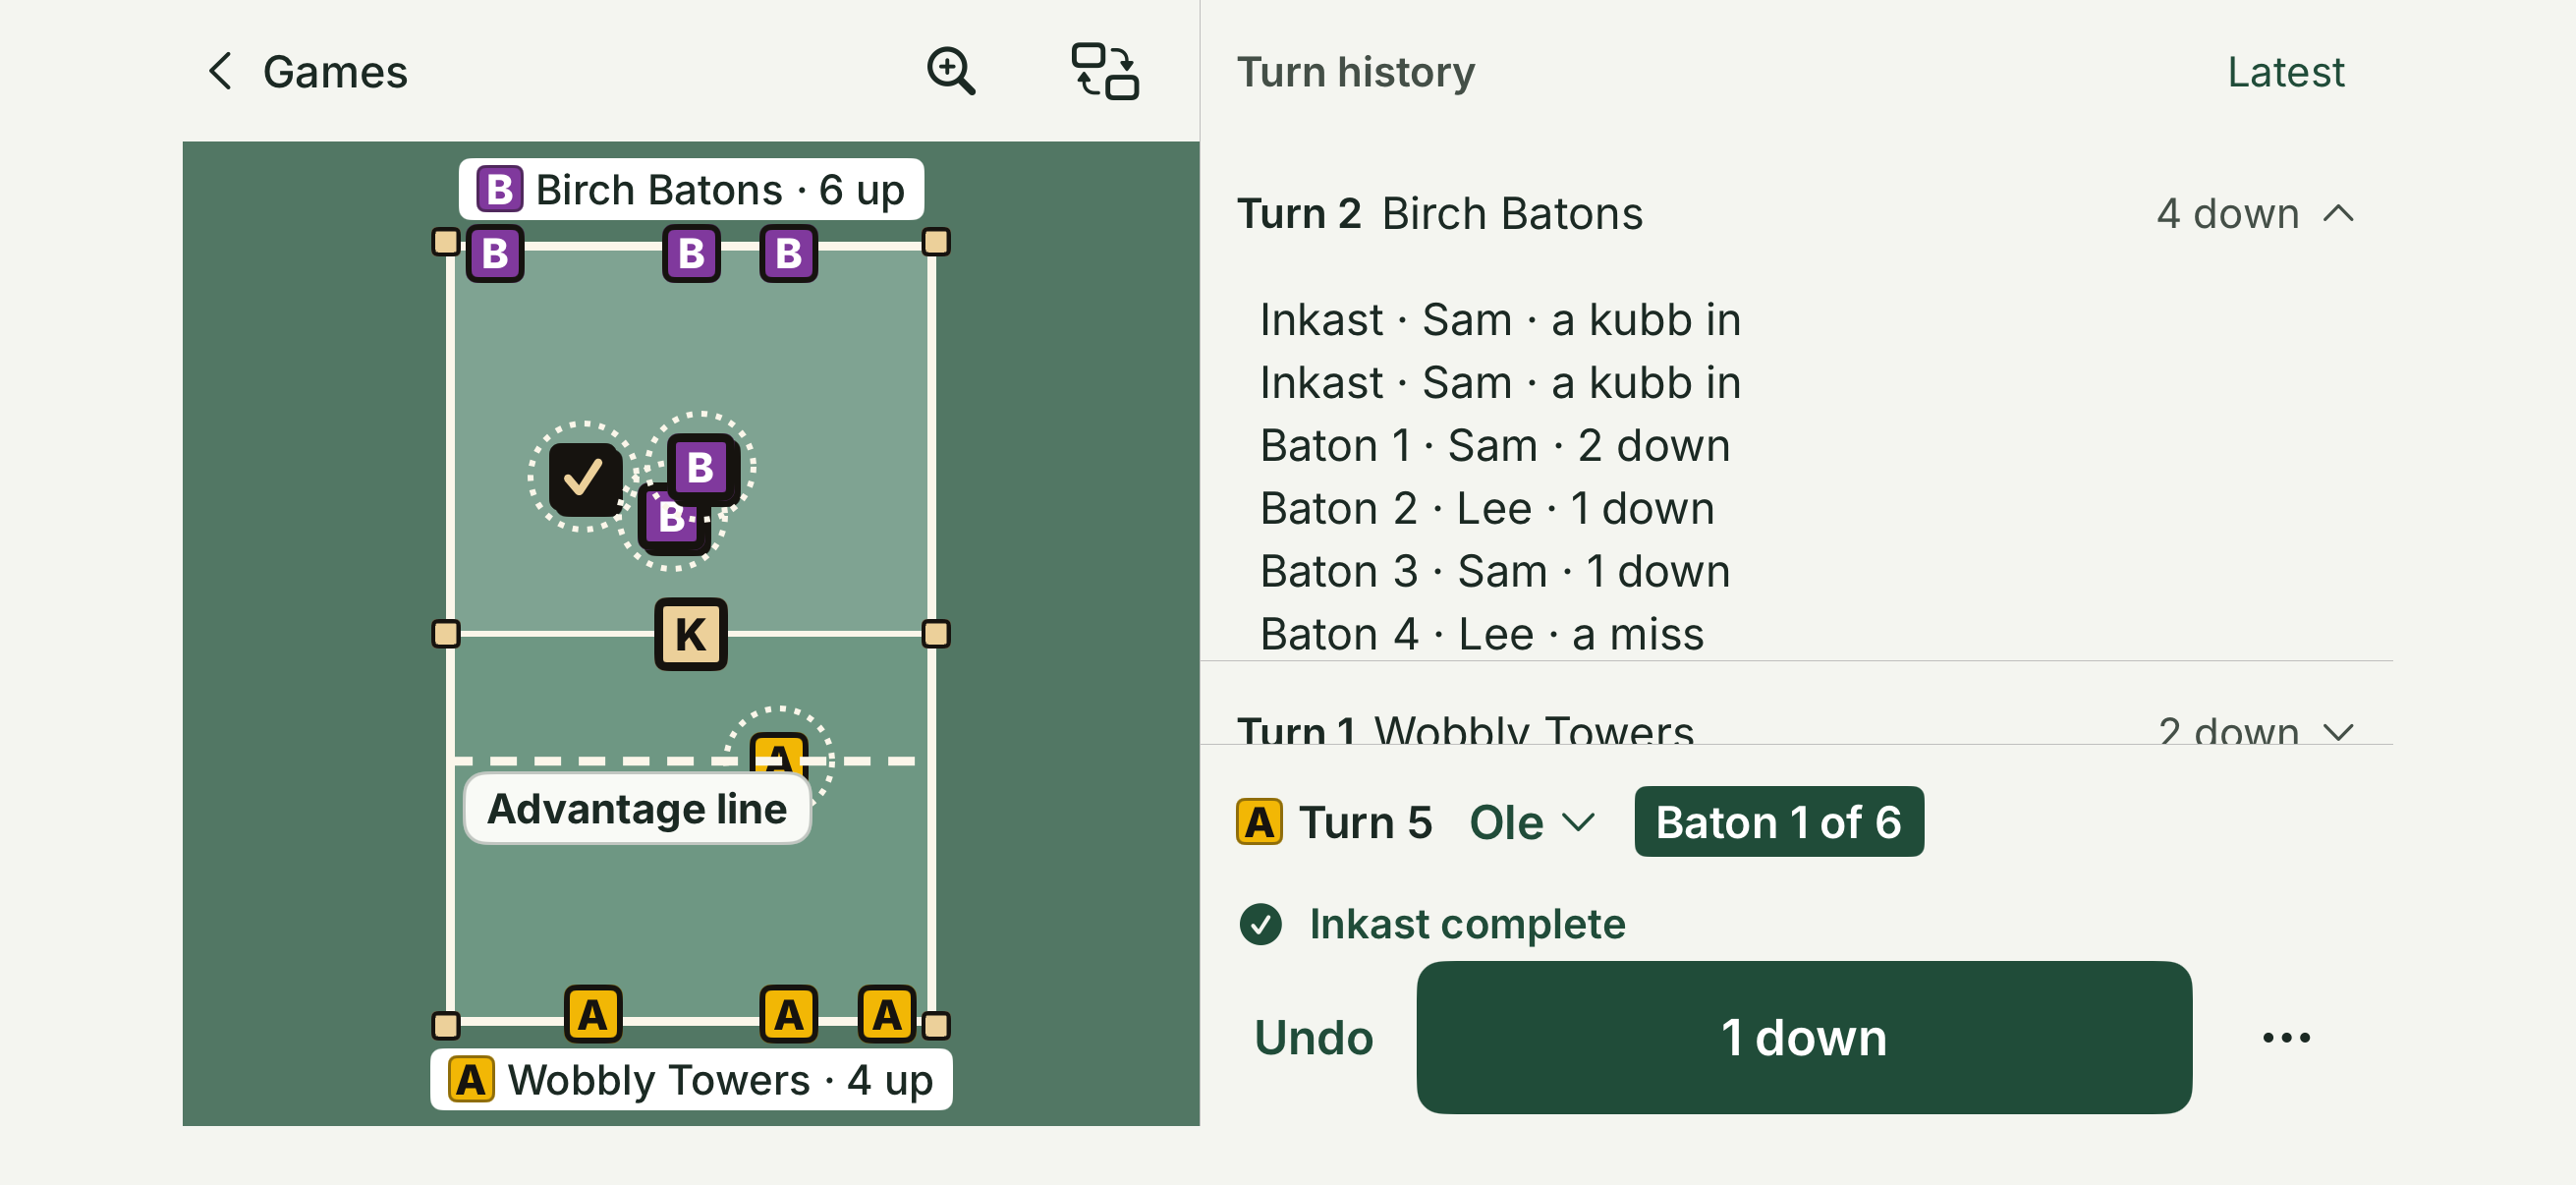 Games
B Birch Batons · 6 up
B B B
B
B
K
A
Advantage line
A A A
A Wobbly Towers · 4 up
Turn history
Latest
Turn 2 Birch Batons 4 down
Inkast · Sam · a kubb in
Inkast · Sam · a kubb in
Baton 1 · Sam · 2 down
Baton 2 · Lee · 1 down
Baton 3 · Sam · 1 down
Baton 4 · Lee · a miss
Turn 1 Wobbly Towers 2 down
A Turn 5 Ole Baton 1 of 6
Inkast complete
Undo
1 down